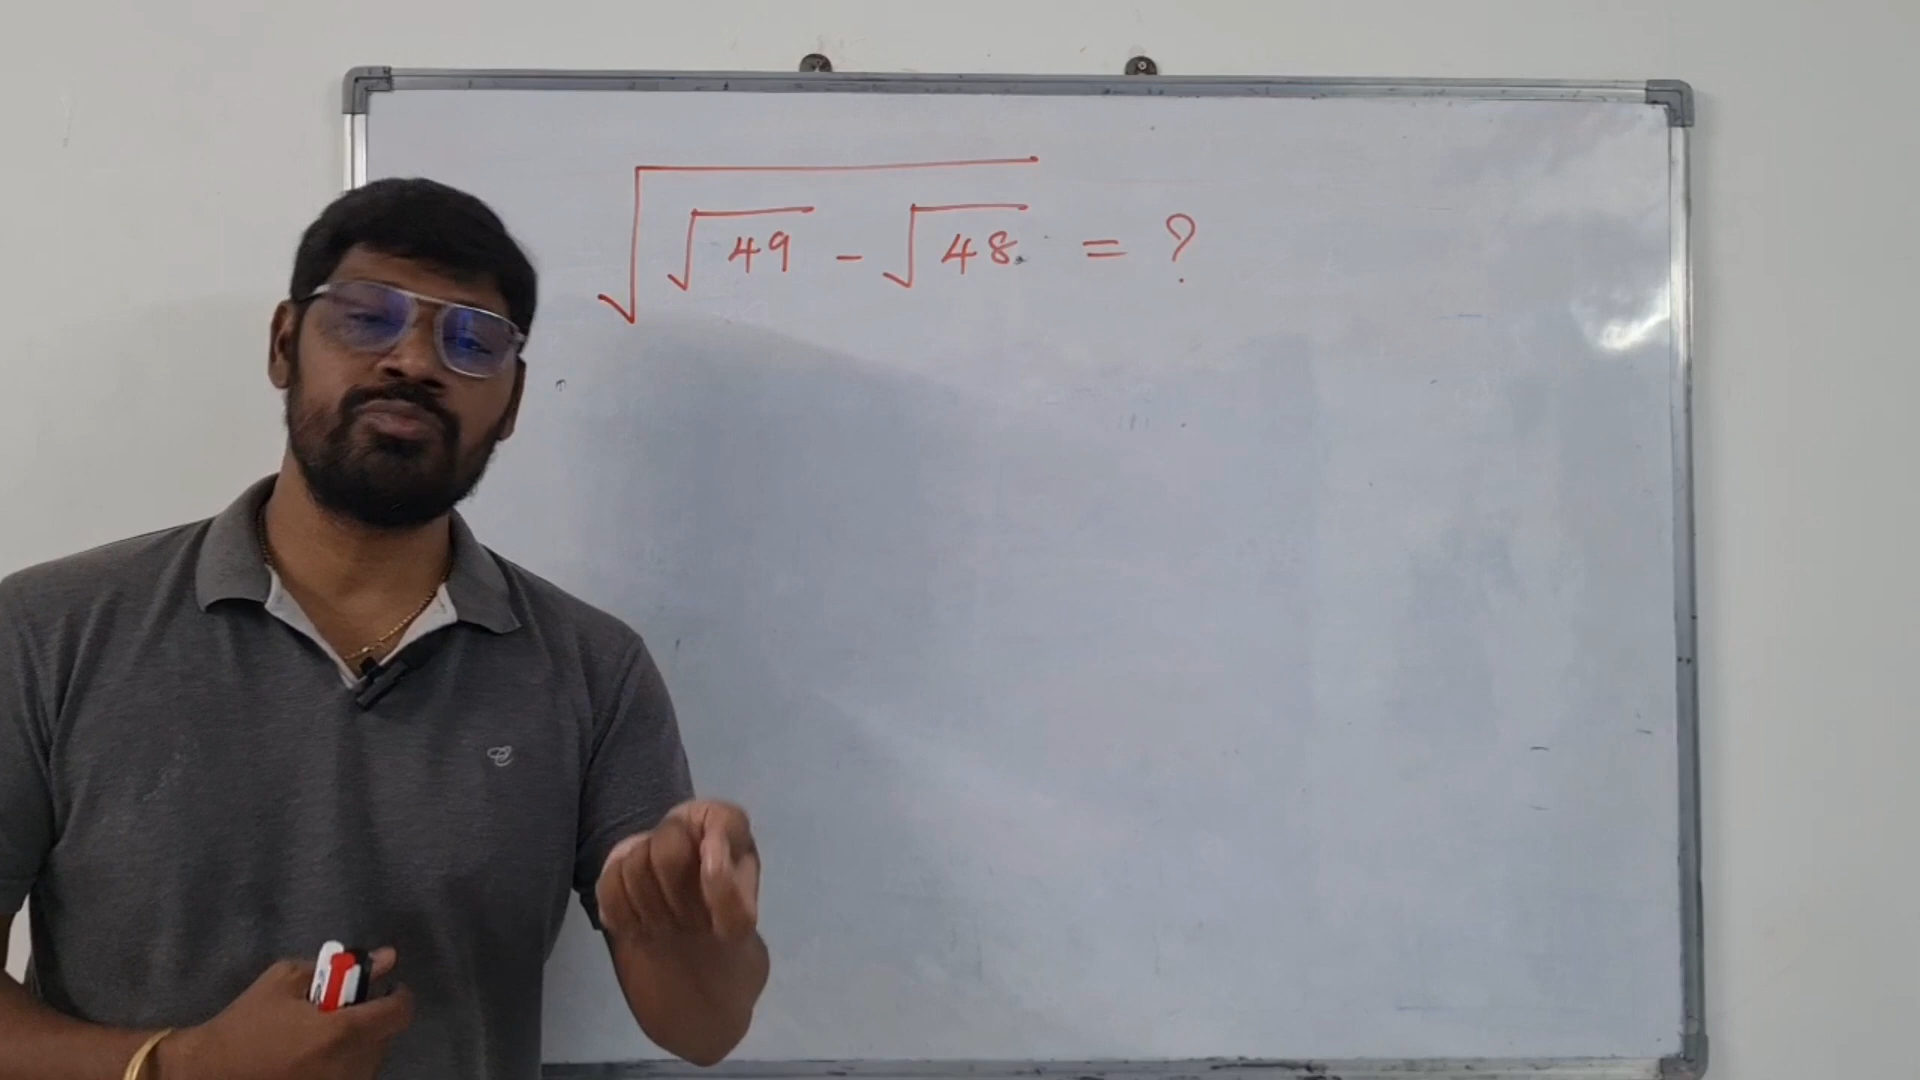 √(√49 - √48) = ?